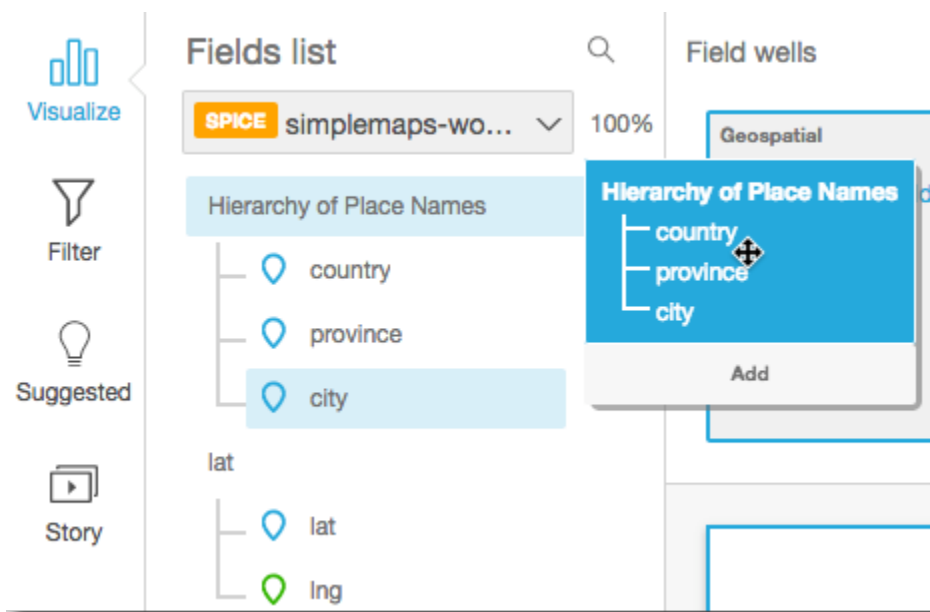 Visualize
Filter
Suggested
Story
Fields list
SPICE simplemaps-wo... 100%
Hierarchy of Place Names
country
province
city
lat
lat
lng
Field wells
Geospatial
Hierarchy of Place Names
country
province
city
Add